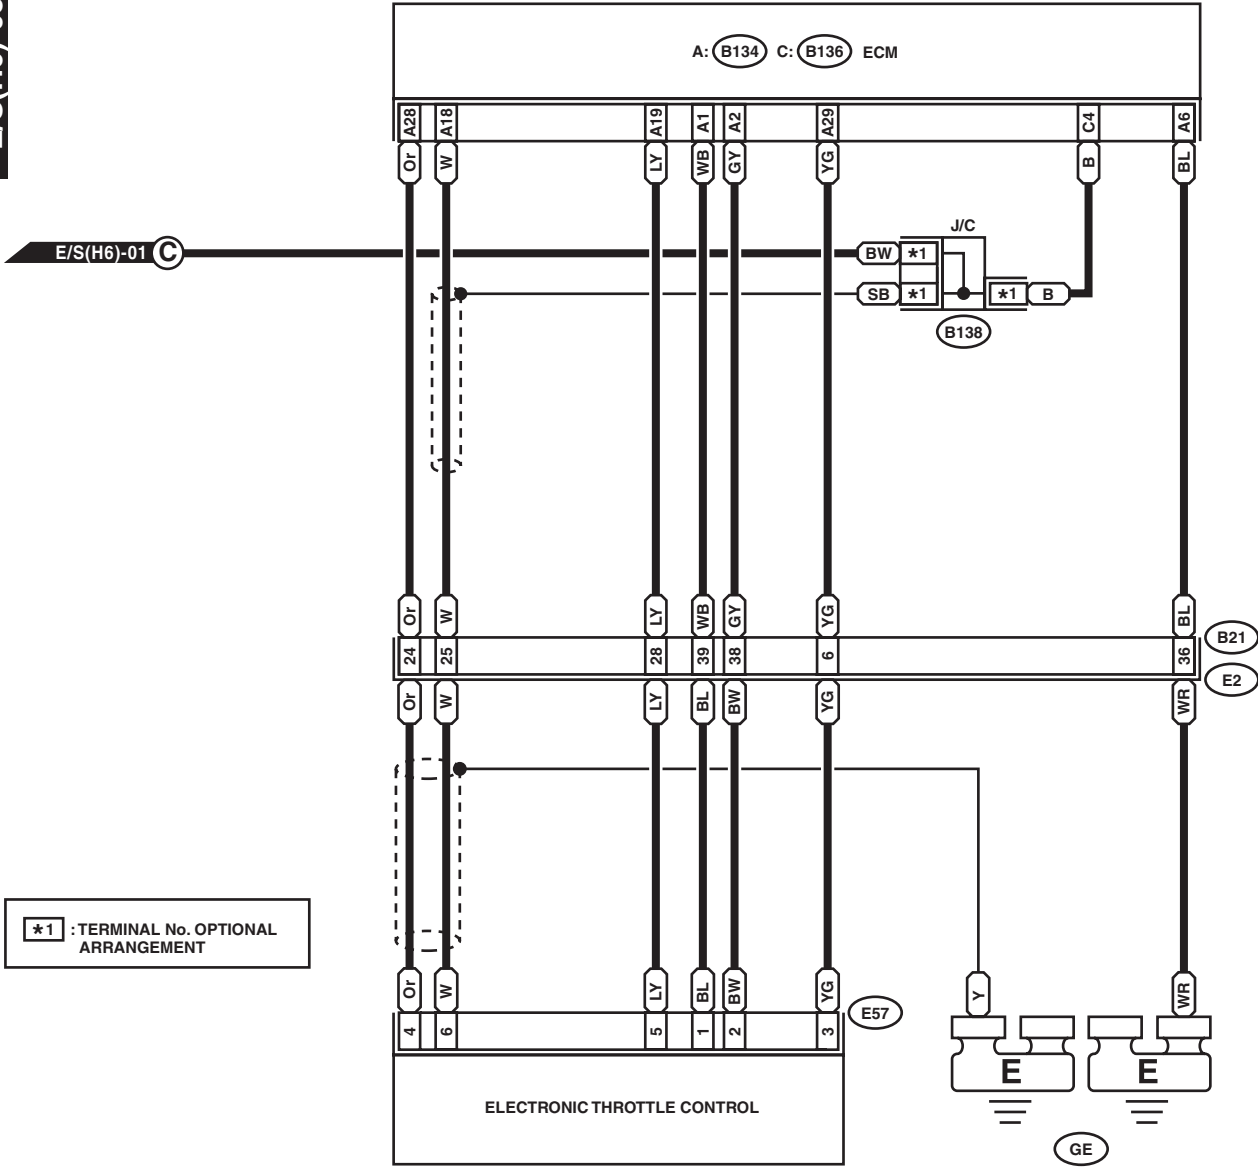 A: B134 C: B136 ECM
A28 A18 A19 A1 A2 A29 C4 A6
Or W LY WB GY YG B BL
J/C
E/S(H6)-01 C
BW *1
SB *1 *1 B
B138
Or W LY WB GY YG BL
B21
24 25 28 39 38 6 36
E2
Or W LY BL BW YG WR
*1 : TERMINAL No. OPTIONAL
ARRANGEMENT
Or W LY BL BW YG Y WR
E57
4 6 5 1 2 3
E E
ELECTRONIC THROTTLE CONTROL
GE